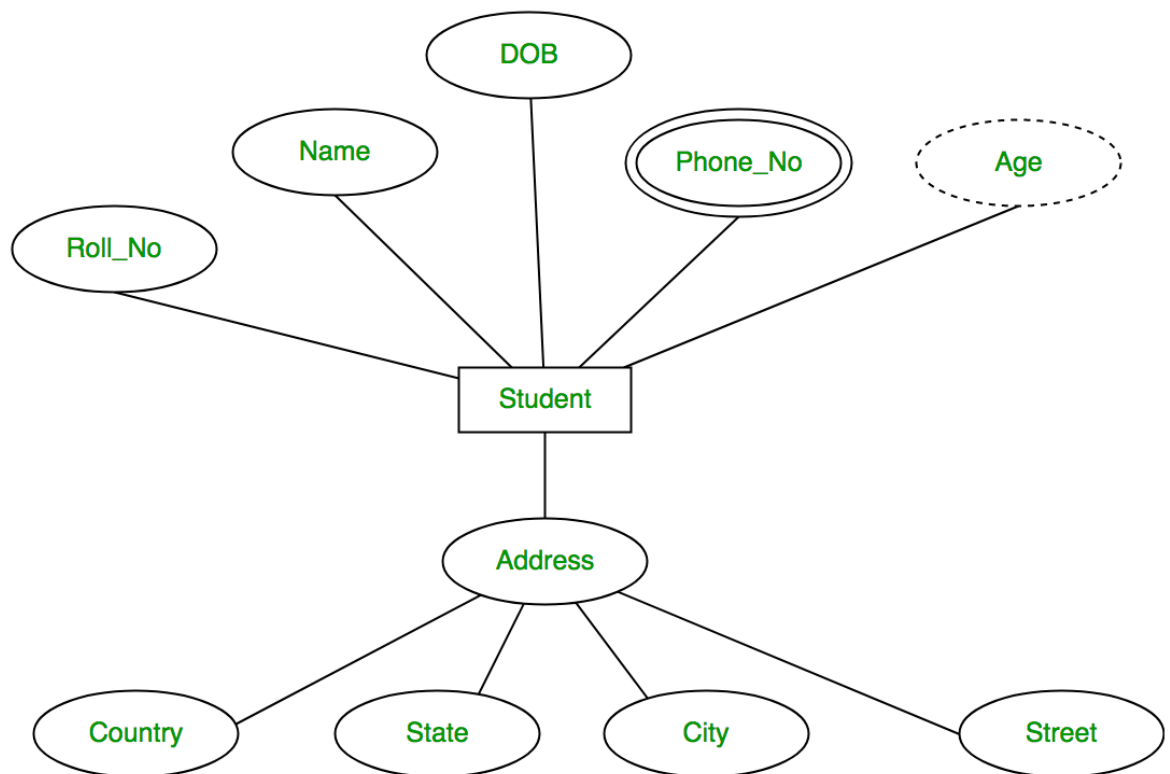 DOB
Name
Phone_No
Age
Roll_No
Student
Address
Country
State
City
Street